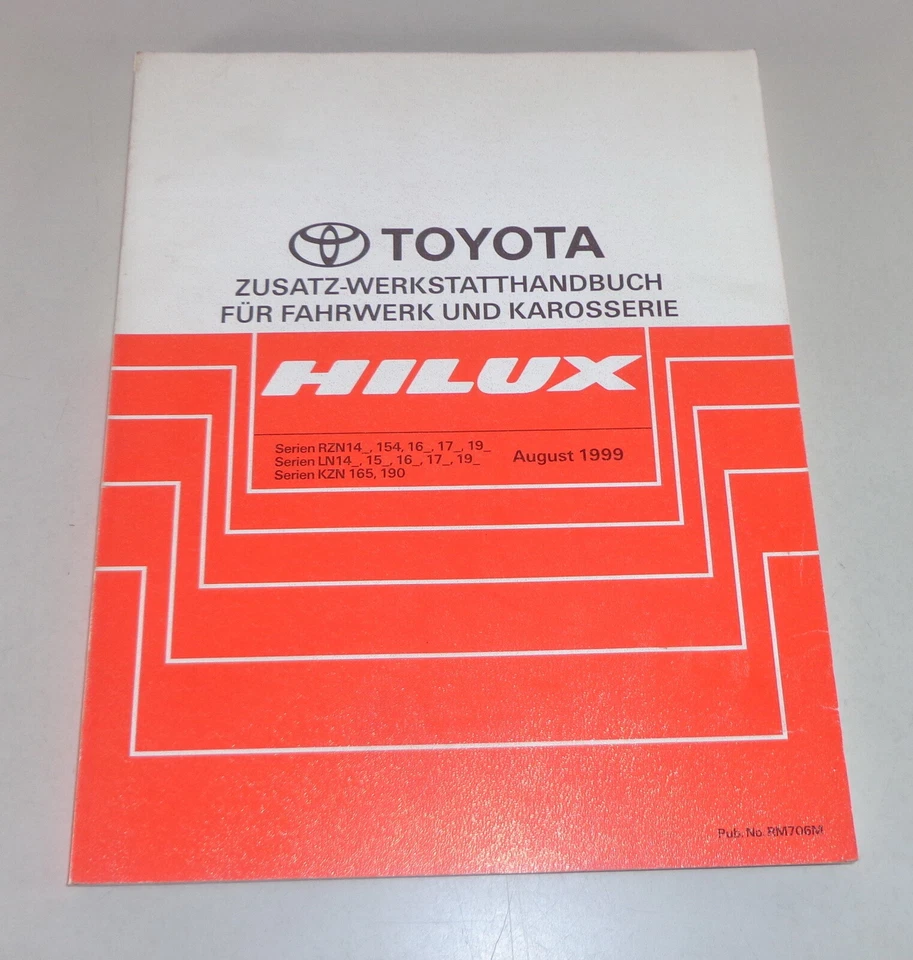 TOYOTA
ZUSATZ-WERKSTATTHANDBUCH
FÜR FAHRWERK UND KAROSSERIE
HILUX
Serien RZN14_, 154, 16_, 17_, 19_
Serien LN14_, 15_, 16_, 17_, 19_
Serien KZN 165, 190
August 1999
Pub. No. RM706M